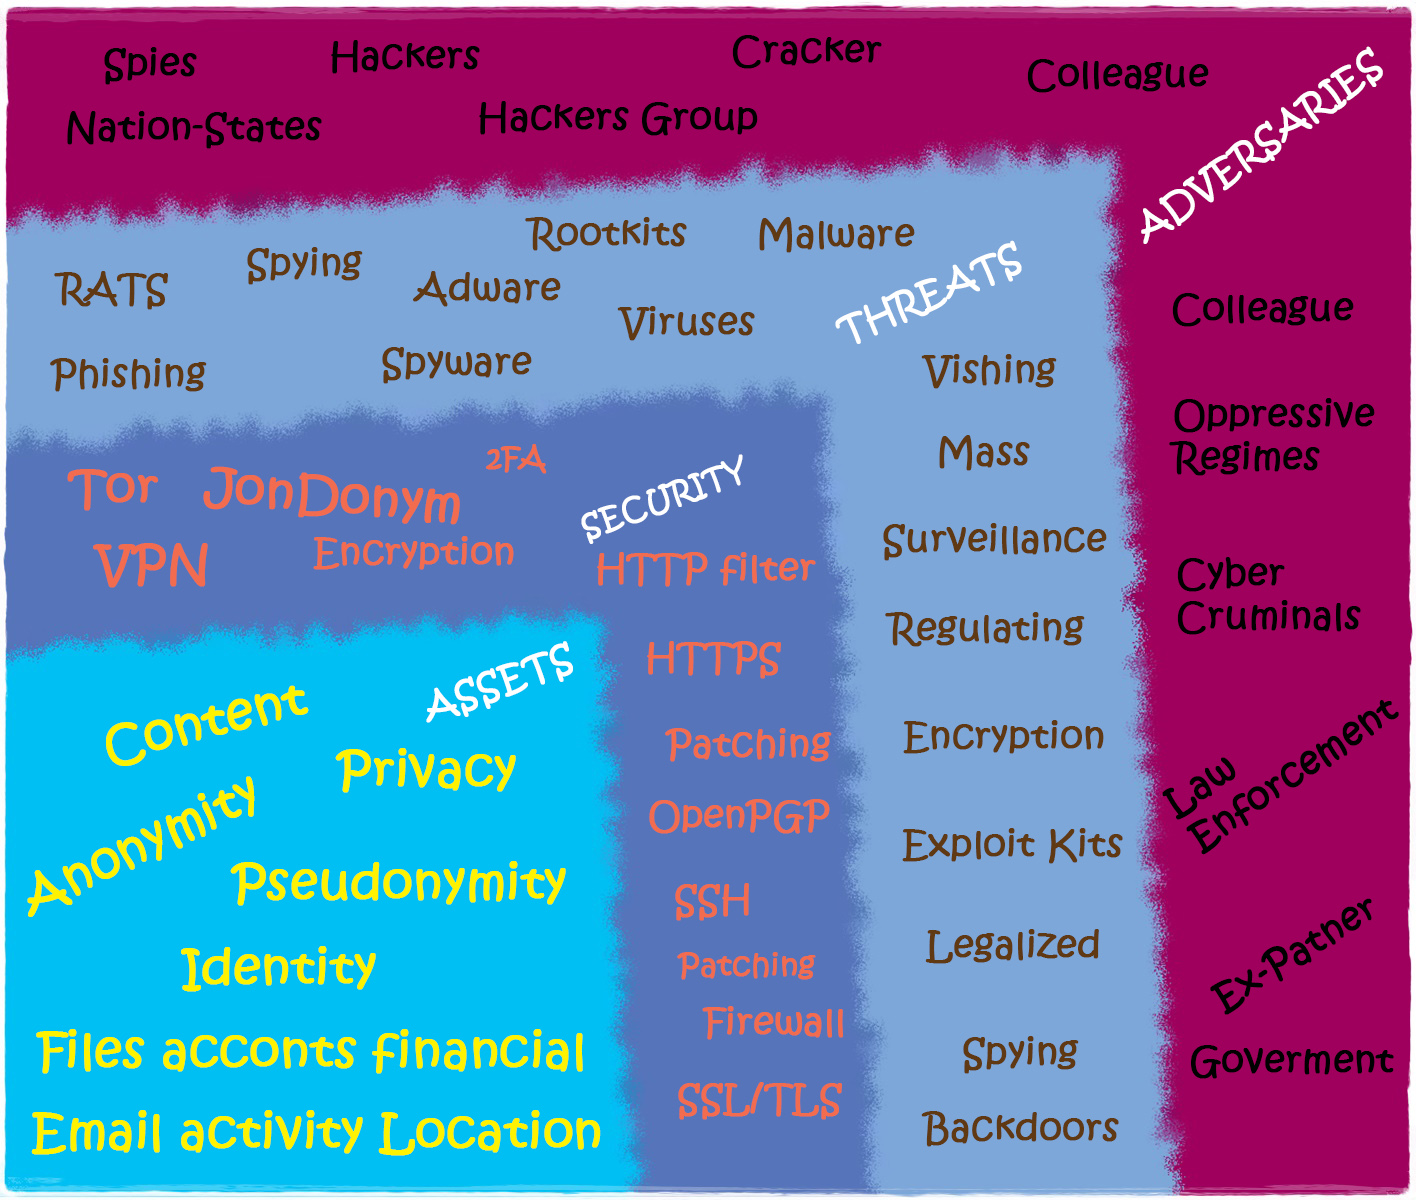 Spies
Hackers
Cracker
Colleague
Nation-States
Hackers Group
ADVERSARIES
Colleague
Oppressive
Regimes
Cyber
Cruminals
Law
Enforcement
Ex-Patner
Goverment
THREATS
Rootkits
Malware
RATS
Spying
Adware
Viruses
Phishing
Spyware
Vishing
Mass
Surveillance
Regulating
Encryption
Exploit Kits
Legalized
Spying
Backdoors
SECURITY
Tor
JonDonym
2FA
VPN
Encryption
HTTP filter
HTTPS
Patching
OpenPGP
SSH
Patching
Firewall
SSL/TLS
ASSETS
Content
Privacy
Anonymity
Pseudonymity
Identity
Files acconts financial
Email activity Location